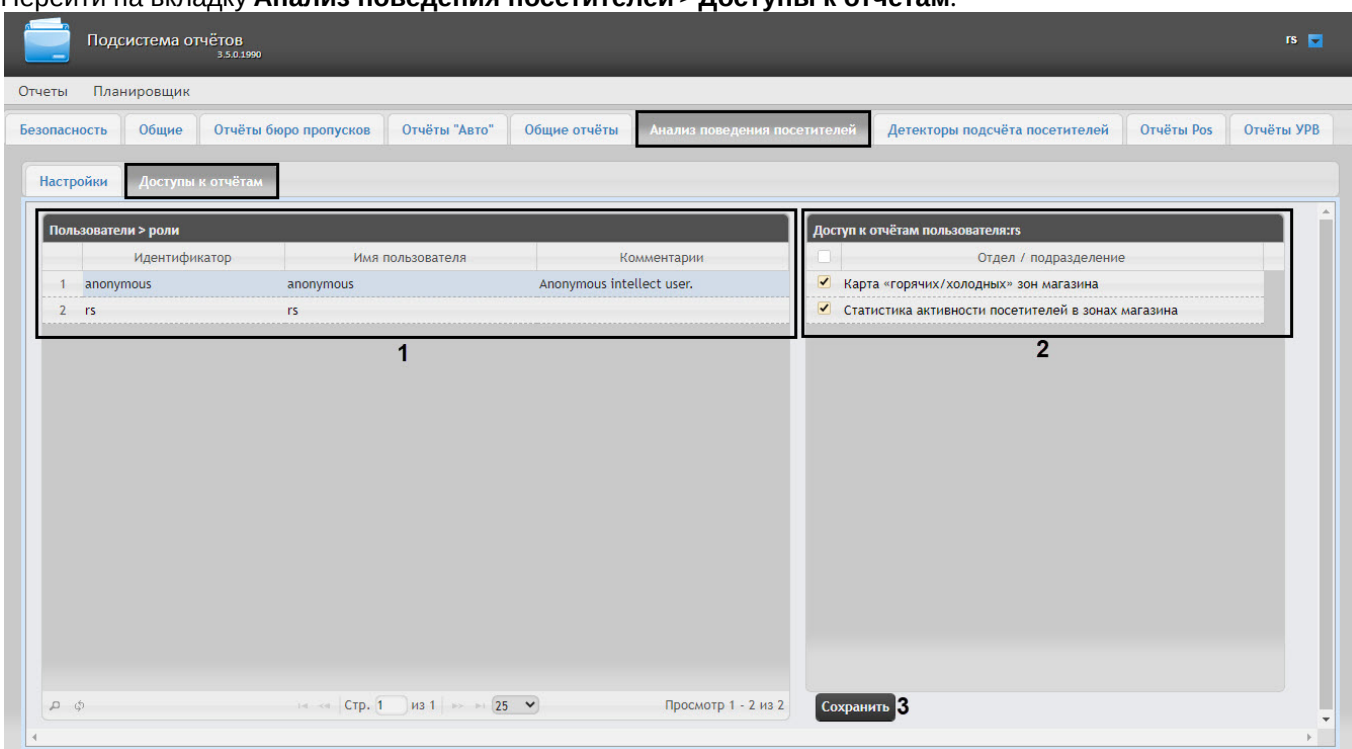 Перейти на вкладку Анализ поведения посетителей > Доступы к отчётам.
Подсистема отчётов
3.5.0.1990
rs
Отчеты Планировщик
Безопасность Общие Отчёты бюро пропусков Отчёты "Авто" Общие отчёты Анализ поведения посетителей Детекторы подсчёта посетителей Отчёты Pos Отчёты УРВ
Настройки Доступы к отчётам
Пользователи > роли
Идентификатор Имя пользователя Комментарии
1 anonymous anonymous Anonymous intellect user.
2 rs rs
1
Стр. 1 из 1 25 Просмотр 1 - 2 из 2
Доступ к отчётам пользователя:rs
Отдел / подразделение
Карта «горячих/холодных» зон магазина
Статистика активности посетителей в зонах магазина
2
Сохранить 3